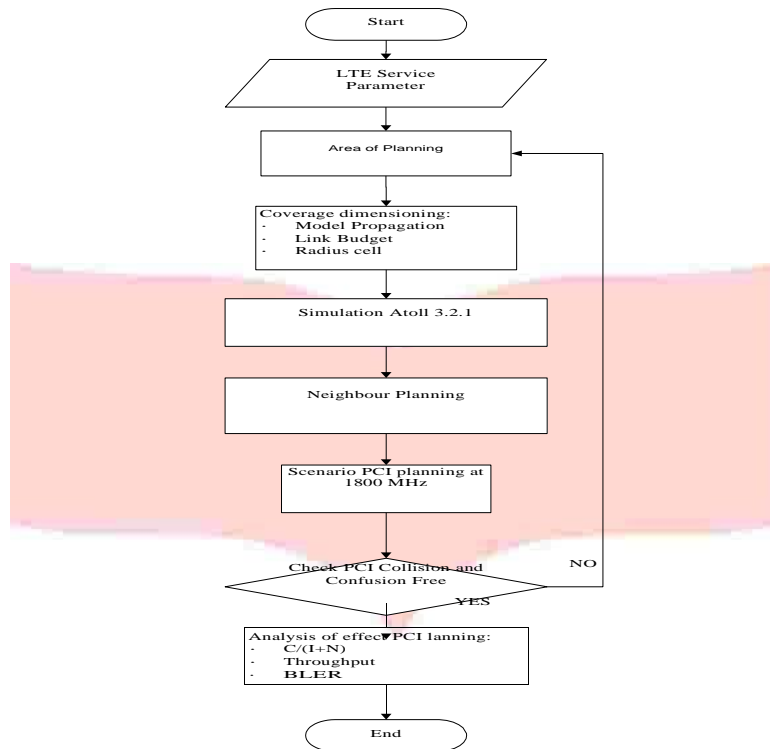 Start
LTE Service
Parameter
Area of Planning
Coverage dimensioning:
· Model Propagation
· Link Budget
· Radius cell
Simulation Atoll 3.2.1
Neighbour Planning
Scenario PCI planning at
1800 MHz
Check PCI Collision and
Confusion Free
NO
YES
Analysis of effect PCI lanning:
· C/(I+N)
· Throughput
· BLER
End